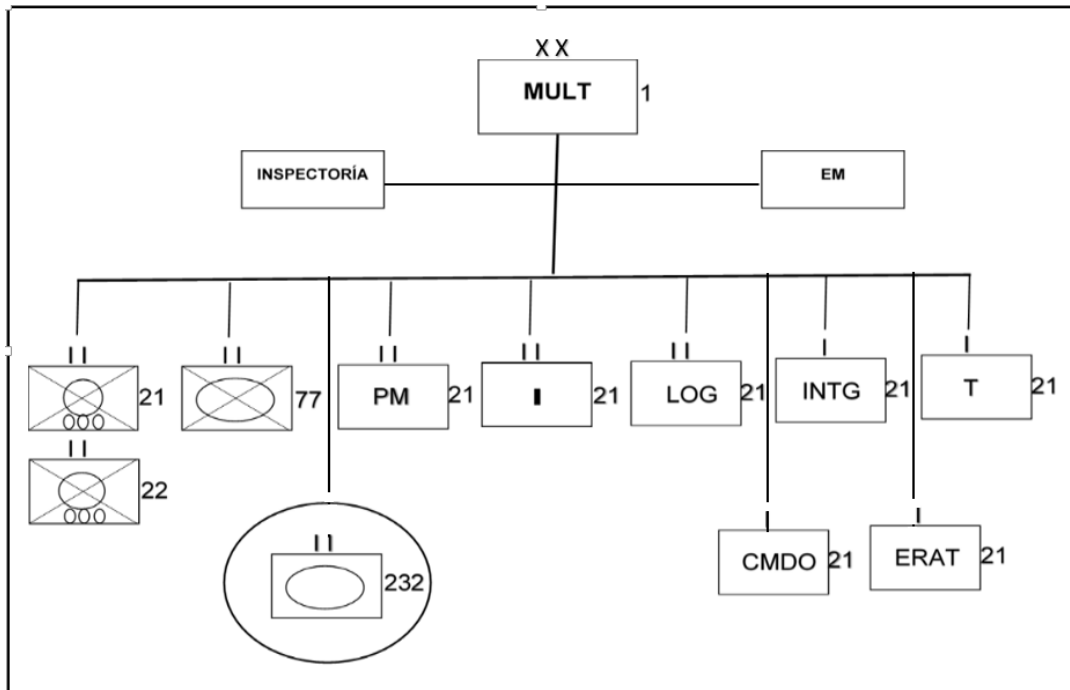 X X
MULT 1
INSPECTORÍA
EM
I I
21
I I
77
I I
PM 21
I I
I 21
I I
LOG 21
I
INTG 21
I
T 21
I I
22
I I
232
I
CMDO 21
I
ERAT 21